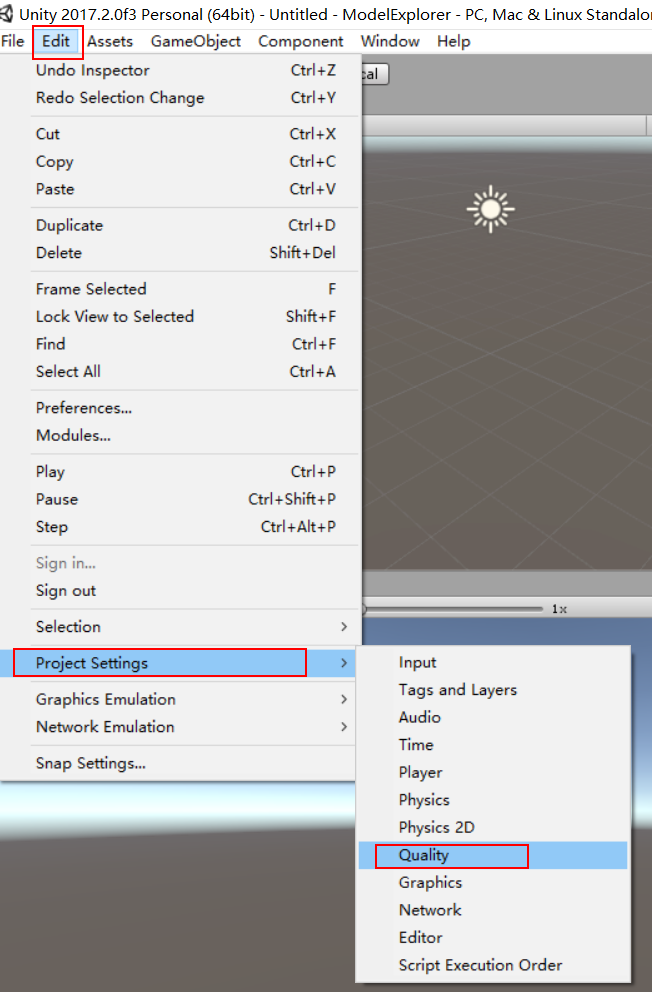 Unity 2017.2.0f3 Personal (64bit) - Untitled - ModelExplorer - PC, Mac & Linux Standalo
File Edit Assets GameObject Component Window Help
Undo Inspector Ctrl+Z
Redo Selection Change Ctrl+Y
Cut Ctrl+X
Copy Ctrl+C
Paste Ctrl+V
Duplicate Ctrl+D
Delete Shift+Del
Frame Selected F
Lock View to Selected Shift+F
Find Ctrl+F
Select All Ctrl+A
Preferences...
Modules...
Play Ctrl+P
Pause Ctrl+Shift+P
Step Ctrl+Alt+P
Sign in...
Sign out
Selection
Project Settings
Graphics Emulation
Network Emulation
Snap Settings...
cal
1x
Input
Tags and Layers
Audio
Time
Player
Physics
Physics 2D
Quality
Graphics
Network
Editor
Script Execution Order